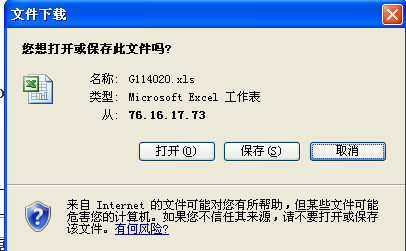 文件下载
您想打开或保存此文件吗?
名称: G114020.xls
类型: Microsoft Excel 工作表
从: 76.16.17.73
打开(O) 保存(S) 取消
来自 Internet 的文件可能对您有所帮助,但某些文件可能
危害您的计算机。如果您不信任其来源,请不要打开或保存
该文件。有何风险?